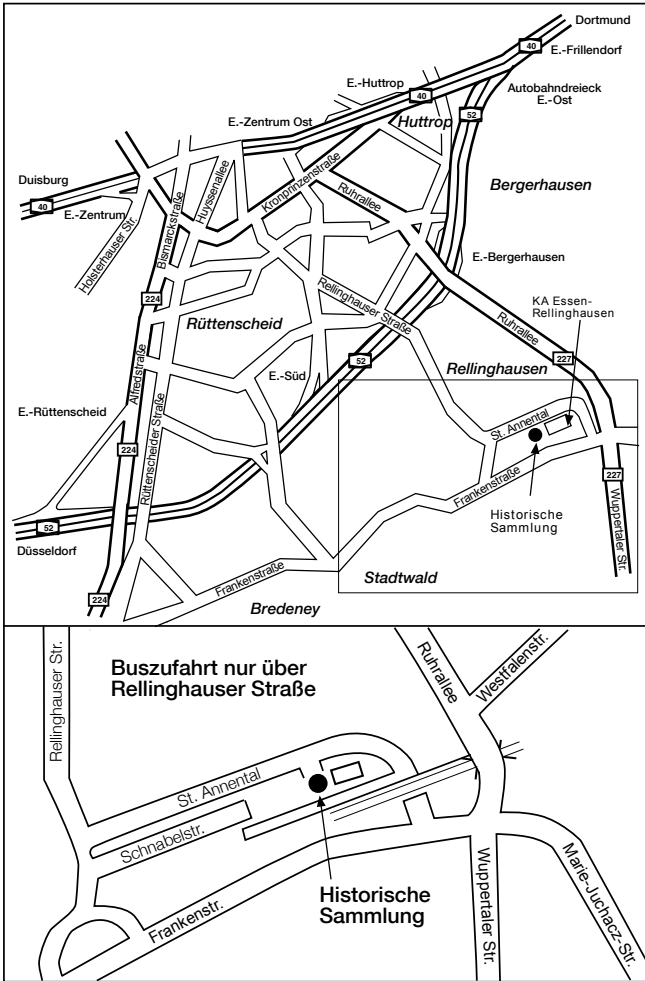 Dortmund
40
E.-Frillendorf
E.-Huttrop
40
Autobahndreieck
E.-Ost
E.-Zentrum Ost
Huttrop
52
Duisburg
40
E.-Zentrum
Holsterhauser Str.
Bismarckstraße
Huyssenallee
Kronprinzenstraße
Ruhrallee
Bergerhausen
E.-Bergerhausen
224
Rellinghauser Straße
KA Essen-
Rellinghausen
Rüttenscheid
Ruhrallee
52
227
Rellinghausen
E.-Süd
Alfredstraße
E.-Rüttenscheid
Rüttenscheider Straße
St. Annental
224
Frankenstraße
227
Historische
Sammlung
Wuppertaler Str.
52
Düsseldorf
Frankenstraße
Stadtwald
224
Bredeney
Rellinghauser Str.
Buszufahrt nur über
Rellinghauser Straße
Ruhrallee
Westfalenstr.
St. Annental
Schnabelstr.
Historische
Sammlung
Frankenstr.
Wuppertaler Str.
Marie-Juchacz-Str.